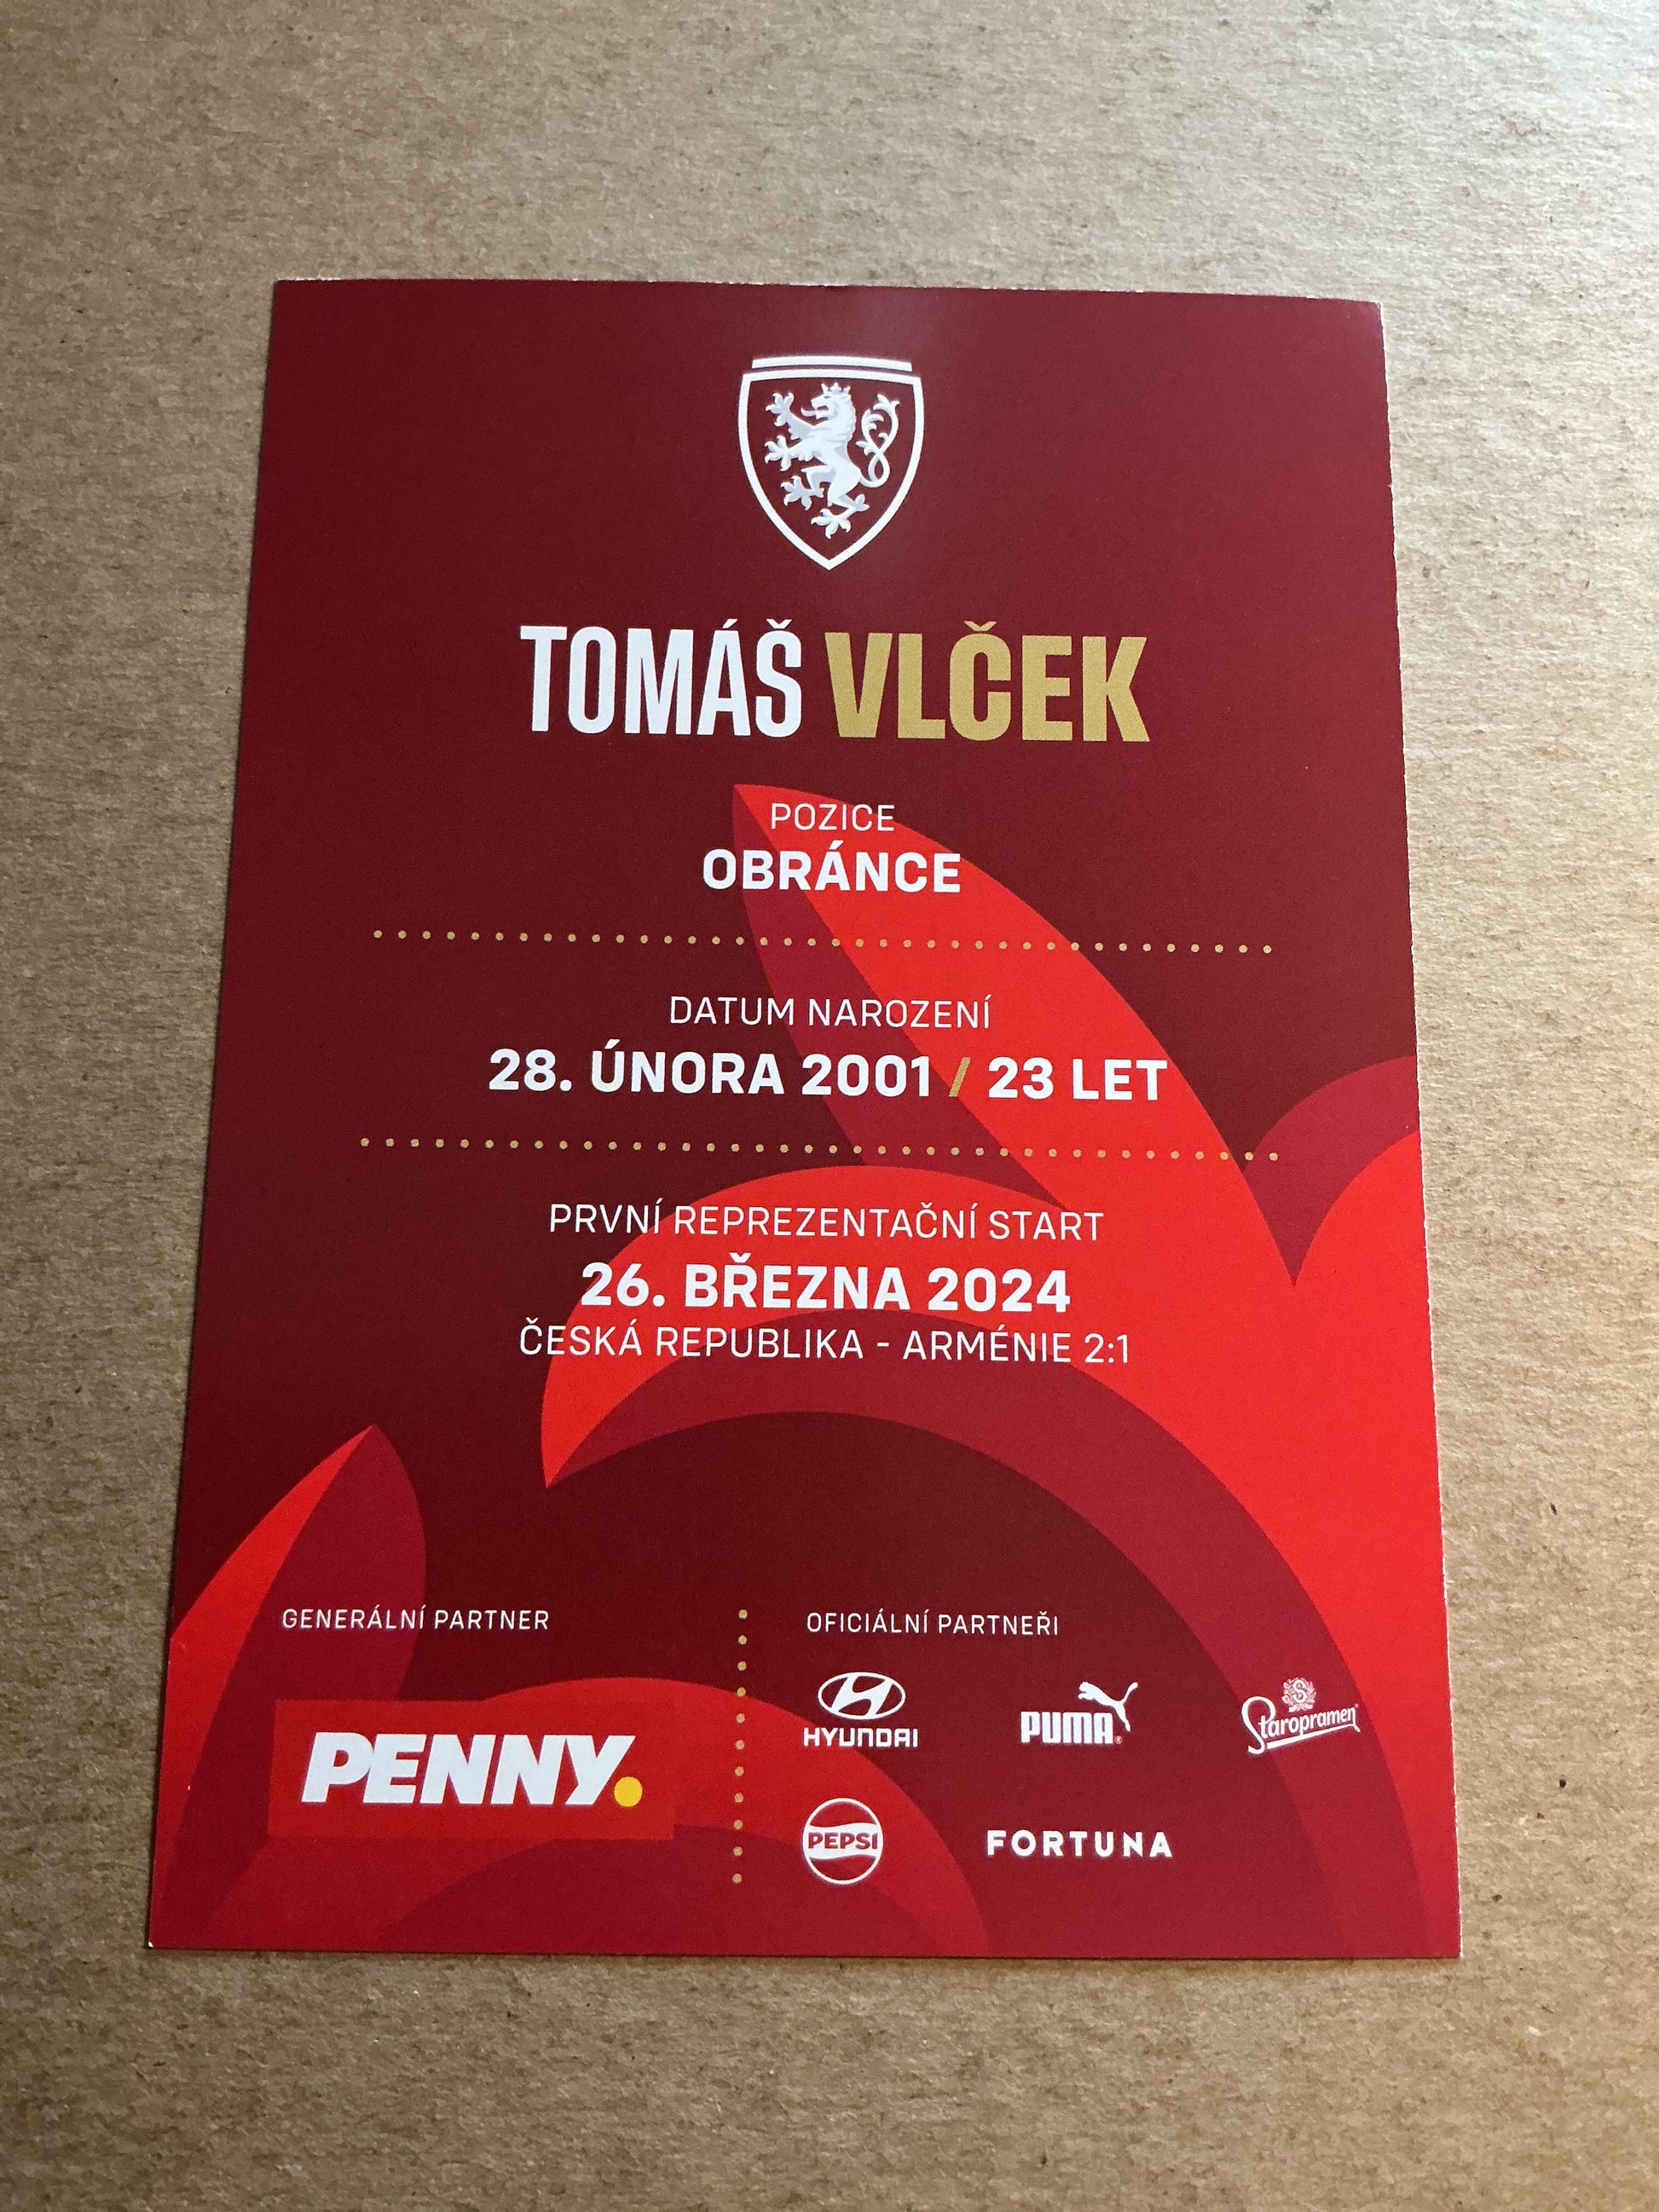 TOMÁŠ VLČEK
POZICE
OBRÁNCE
DATUM NAROZENÍ
28. ÚNORA 2001 / 23 LET
PRVNÍ REPREZENTAČNÍ START
26. BŘEZNA 2024
ČESKÁ REPUBLIKA - ARMÉNIE 2:1
GENERÁLNÍ PARTNER
PENNY.
OFICIÁLNÍ PARTNEŘI
HYUNDAI
PUMA®
S
Staropramen®
PEPSI
FORTUNA